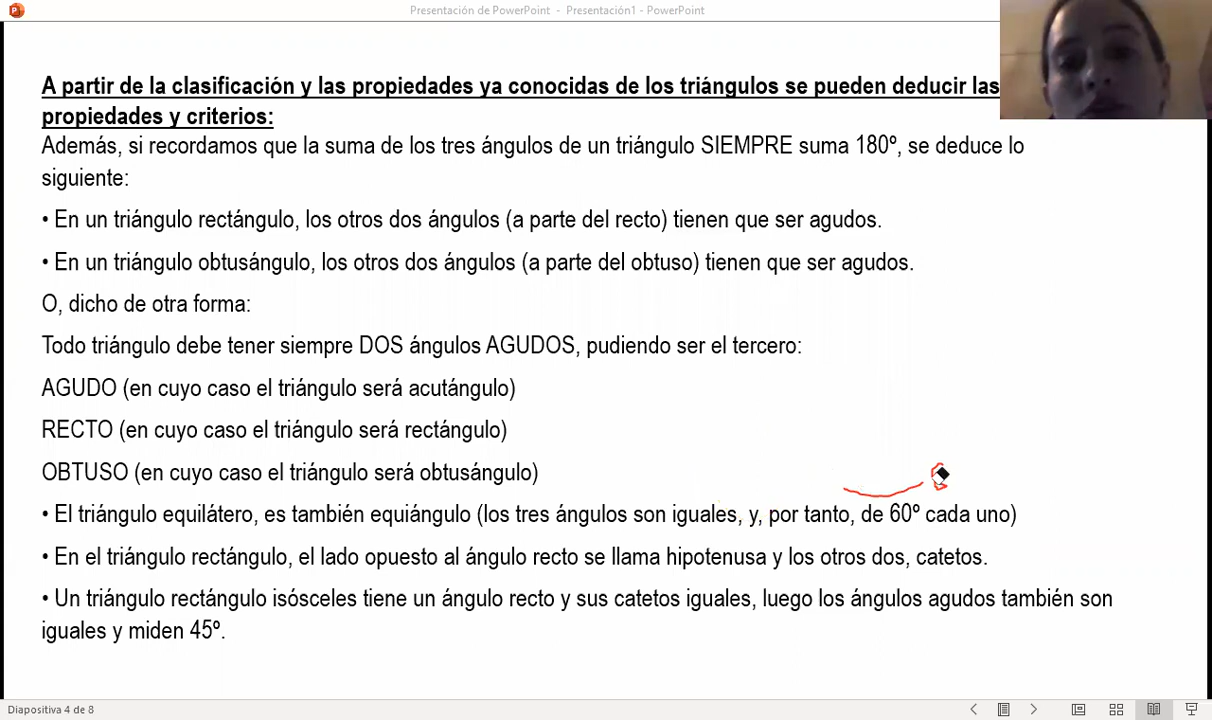 Presentación de PowerPoint - Presentación1 - PowerPoint
A partir de la clasificación y las propiedades ya conocidas de los triángulos se pueden deducir las
propiedades y criterios:
Además, si recordamos que la suma de los tres ángulos de un triángulo SIEMPRE suma 180º, se deduce lo
siguiente:
• En un triángulo rectángulo, los otros dos ángulos (a parte del recto) tienen que ser agudos.
• En un triángulo obtusángulo, los otros dos ángulos (a parte del obtuso) tienen que ser agudos.
O, dicho de otra forma:
Todo triángulo debe tener siempre DOS ángulos AGUDOS, pudiendo ser el tercero:
AGUDO (en cuyo caso el triángulo será acutángulo)
RECTO (en cuyo caso el triángulo será rectángulo)
OBTUSO (en cuyo caso el triángulo será obtusángulo)
• El triángulo equilátero, es también equiángulo (los tres ángulos son iguales, y, por tanto, de 60º cada uno)
• En el triángulo rectángulo, el lado opuesto al ángulo recto se llama hipotenusa y los otros dos, catetos.
• Un triángulo rectángulo isósceles tiene un ángulo recto y sus catetos iguales, luego los ángulos agudos también son
iguales y miden 45º.
Diapositiva 4 de 8